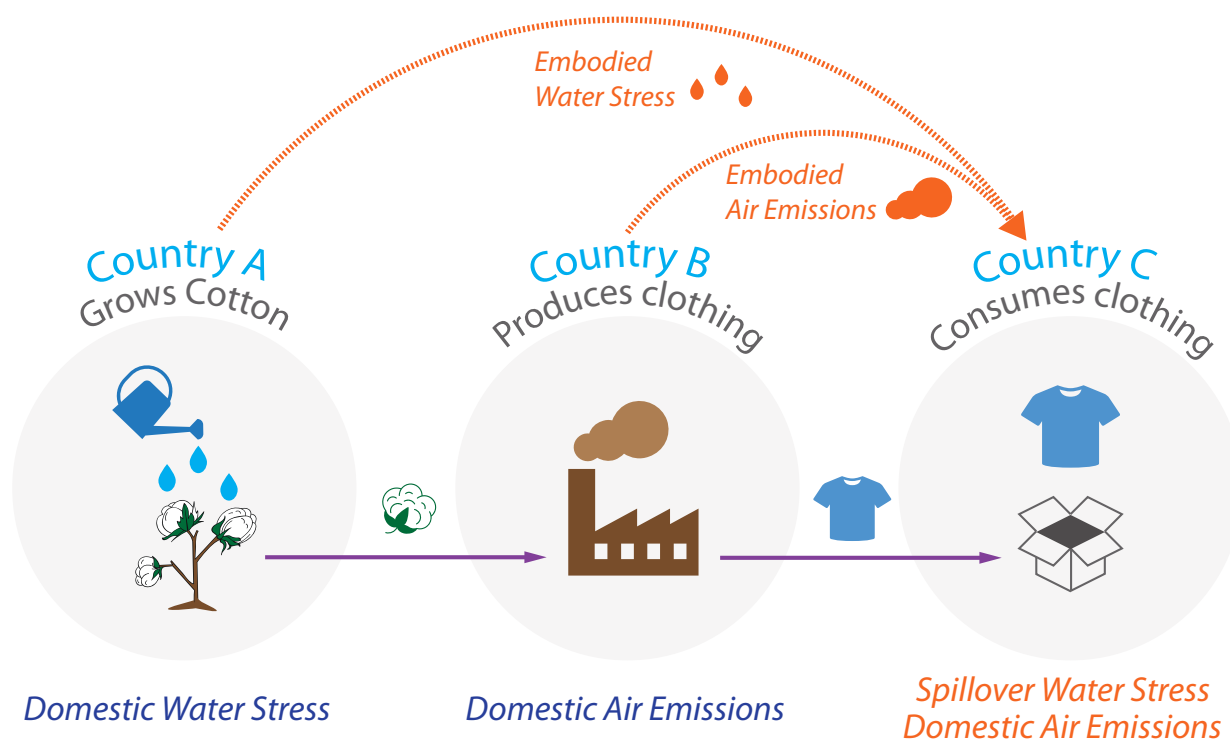 Embodied
Water Stress
Embodied
Air Emissions
Country A
Grows Cotton
Country B
Produces clothing
Country C
Consumes clothing
Domestic Water Stress
Domestic Air Emissions
Spillover Water Stress
Domestic Air Emissions